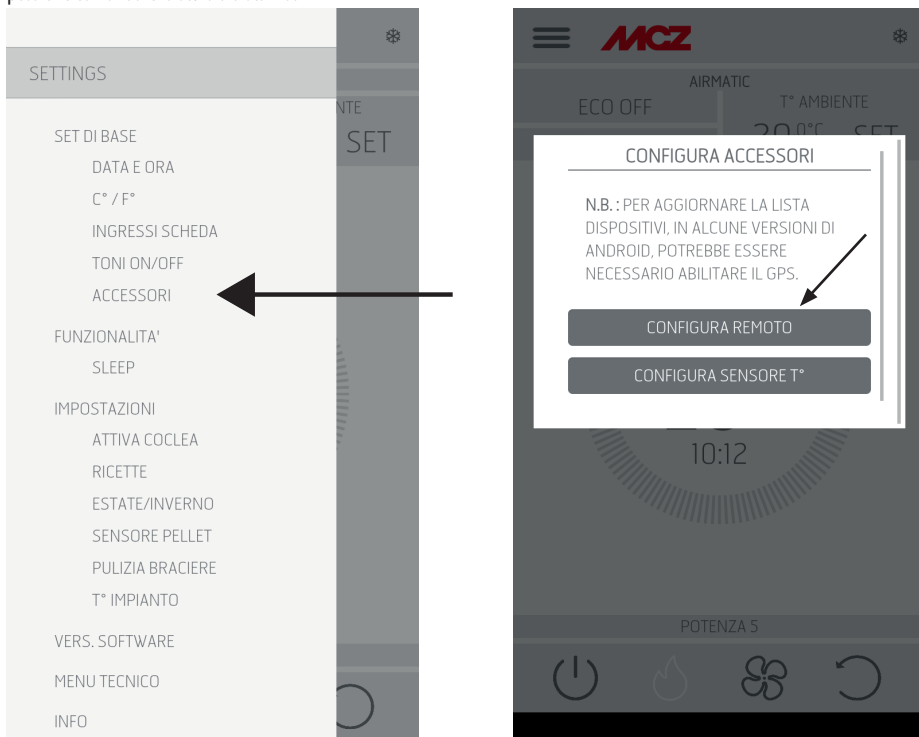 SETTINGS
SET DI BASE
DATA E ORA
C° / F°
INGRESSI SCHEDA
TONI ON/OFF
ACCESSORI
FUNZIONALITA'
SLEEP
IMPOSTAZIONI
ATTIVA COCLEA
RICETTE
ESTATE/INVERNO
SENSORE PELLET
PULIZIA BRACIERE
T° IMPIANTO
VERS. SOFTWARE
MENU TECNICO
INFO
NTE
SET
MCZ
AIRMATIC
ECO OFF
T° AMBIENTE
SET
CONFIGURA ACCESSORI
N.B. : PER AGGIORNARE LA LISTA
DISPOSITIVI, IN ALCUNE VERSIONI DI
ANDROID, POTREBBE ESSERE
NECESSARIO ABILITARE IL GPS.
CONFIGURA REMOTO
CONFIGURA SENSORE T°
10:12
POTENZA 5